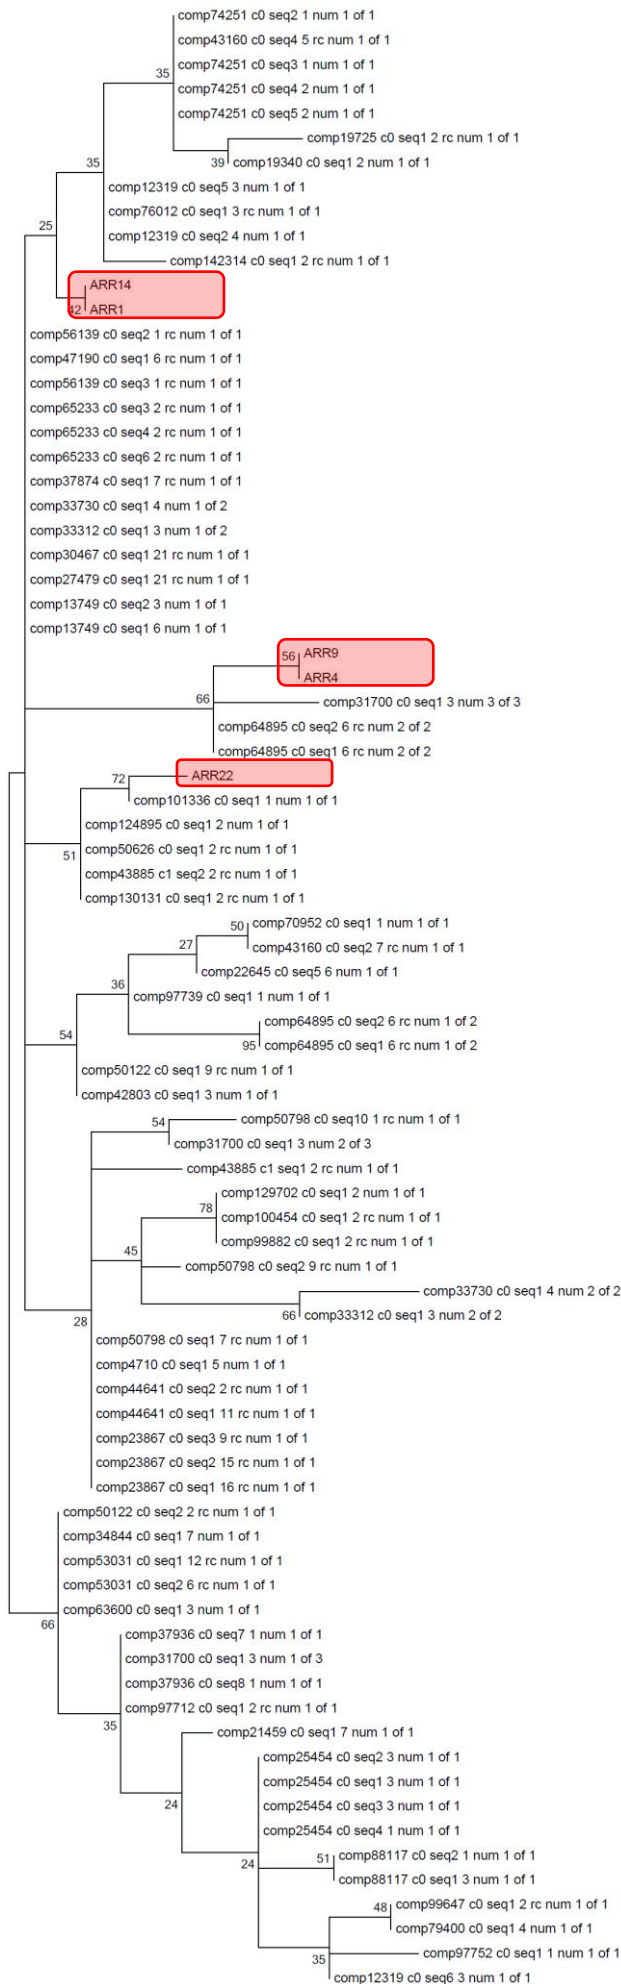 comp74251 c0 seq2 1 num 1 of 1
comp43160 c0 seq4 5 rc num 1 of 1
35 comp74251 c0 seq3 1 num 1 of 1
comp74251 c0 seq4 2 num 1 of 1
comp74251 c0 seq5 2 num 1 of 1
comp19725 c0 seq1 2 rc num 1 of 1
35 39 comp19340 c0 seq1 2 num 1 of 1
comp12319 c0 seq5 3 num 1 of 1
comp76012 c0 seq1 3 rc num 1 of 1
25 comp12319 c0 seq2 4 num 1 of 1
comp142314 c0 seq1 2 rc num 1 of 1
ARR14
42 ARR1
comp56139 c0 seq2 1 rc num 1 of 1
comp47190 c0 seq1 6 rc num 1 of 1
comp56139 c0 seq3 1 rc num 1 of 1
comp65233 c0 seq3 2 rc num 1 of 1
comp65233 c0 seq4 2 rc num 1 of 1
comp65233 c0 seq6 2 rc num 1 of 1
comp37874 c0 seq1 7 rc num 1 of 1
comp33730 c0 seq1 4 num 1 of 2
comp33312 c0 seq1 3 num 1 of 2
comp30467 c0 seq1 21 rc num 1 of 1
comp27479 c0 seq1 21 rc num 1 of 1
comp13749 c0 seq2 3 num 1 of 1
comp13749 c0 seq1 6 num 1 of 1
56 ARR9
ARR4
66 comp31700 c0 seq1 3 num 3 of 3
comp64895 c0 seq2 6 rc num 2 of 2
comp64895 c0 seq1 6 rc num 2 of 2
72 ARR22
comp101336 c0 seq1 1 num 1 of 1
comp124895 c0 seq1 2 num 1 of 1
51 comp50626 c0 seq1 2 rc num 1 of 1
comp43885 c1 seq2 2 rc num 1 of 1
comp130131 c0 seq1 2 rc num 1 of 1
50 comp70952 c0 seq1 1 num 1 of 1
27 comp43160 c0 seq2 7 rc num 1 of 1
comp22645 c0 seq5 6 num 1 of 1
36 comp97739 c0 seq1 1 num 1 of 1
comp64895 c0 seq2 6 rc num 1 of 2
54 95 comp64895 c0 seq1 6 rc num 1 of 2
comp50122 c0 seq1 9 rc num 1 of 1
comp42803 c0 seq1 3 num 1 of 1
54 comp50798 c0 seq10 1 rc num 1 of 1
comp31700 c0 seq1 3 num 2 of 3
comp43885 c1 seq1 2 rc num 1 of 1
comp129702 c0 seq1 2 num 1 of 1
78 comp100454 c0 seq1 2 rc num 1 of 1
45 comp99882 c0 seq1 2 rc num 1 of 1
comp50798 c0 seq2 9 rc num 1 of 1
comp33730 c0 seq1 4 num 2 of 2
28 66 comp33312 c0 seq1 3 num 2 of 2
comp50798 c0 seq1 7 rc num 1 of 1
comp4710 c0 seq1 5 num 1 of 1
comp44641 c0 seq2 2 rc num 1 of 1
comp44641 c0 seq1 11 rc num 1 of 1
comp23867 c0 seq3 9 rc num 1 of 1
comp23867 c0 seq2 15 rc num 1 of 1
comp23867 c0 seq1 16 rc num 1 of 1
comp50122 c0 seq2 2 rc num 1 of 1
comp34844 c0 seq1 7 num 1 of 1
comp53031 c0 seq1 12 rc num 1 of 1
comp53031 c0 seq2 6 rc num 1 of 1
66 comp63600 c0 seq1 3 num 1 of 1
comp37936 c0 seq7 1 num 1 of 1
comp31700 c0 seq1 3 num 1 of 3
comp37936 c0 seq8 1 num 1 of 1
35 comp97712 c0 seq1 2 rc num 1 of 1
comp21459 c0 seq1 7 num 1 of 1
comp25454 c0 seq2 3 num 1 of 1
comp25454 c0 seq1 3 num 1 of 1
24 comp25454 c0 seq3 3 num 1 of 1
comp25454 c0 seq4 1 num 1 of 1
24 51 comp88117 c0 seq2 1 num 1 of 1
comp88117 c0 seq1 3 num 1 of 1
48 comp99647 c0 seq1 2 rc num 1 of 1
comp79400 c0 seq1 4 num 1 of 1
35 comp97752 c0 seq1 1 num 1 of 1
comp12319 c0 seq6 3 num 1 of 1